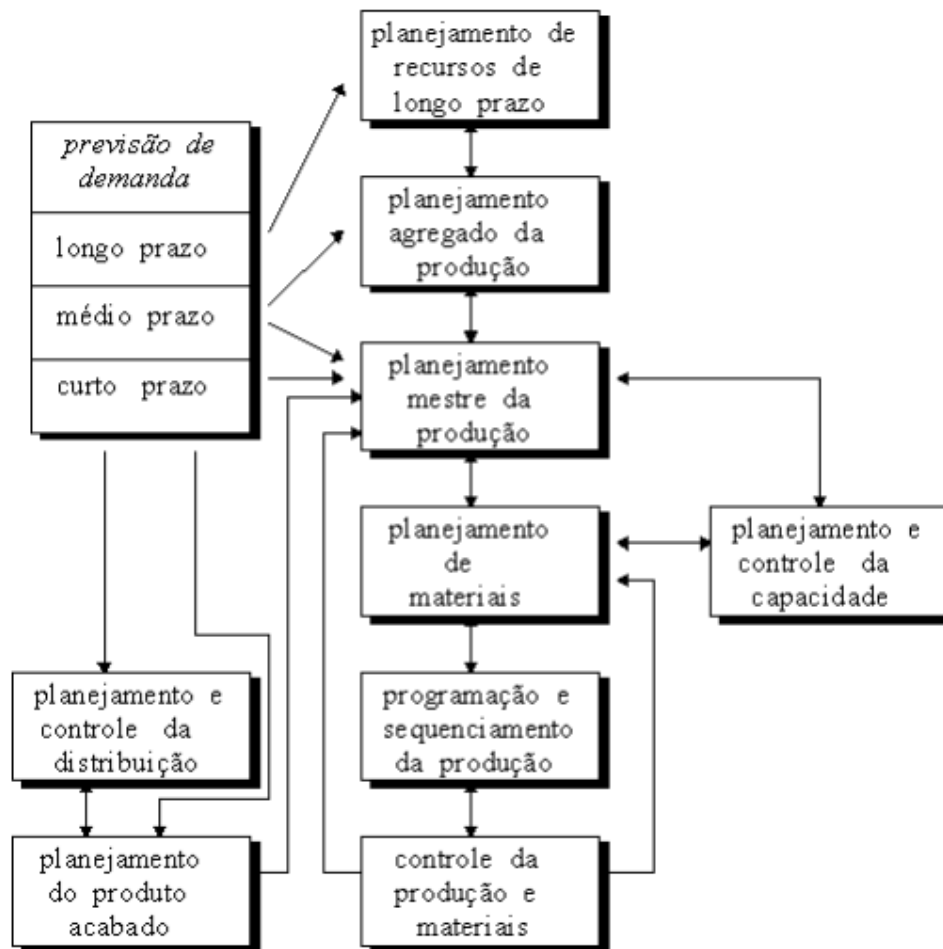 planejamento de
recursos de
longo prazo
previsão de
demanda
longo prazo
médio prazo
curto prazo
planejamento
agregado da
produção
planejamento
mestre da
produção
planejamento
de
materiais
planejamento e
controle da
capacidade
planejamento e
controle da
distribuição
programação e
sequenciamento
da produção
planejamento
do produto
acabado
controle da
produção e
materiais